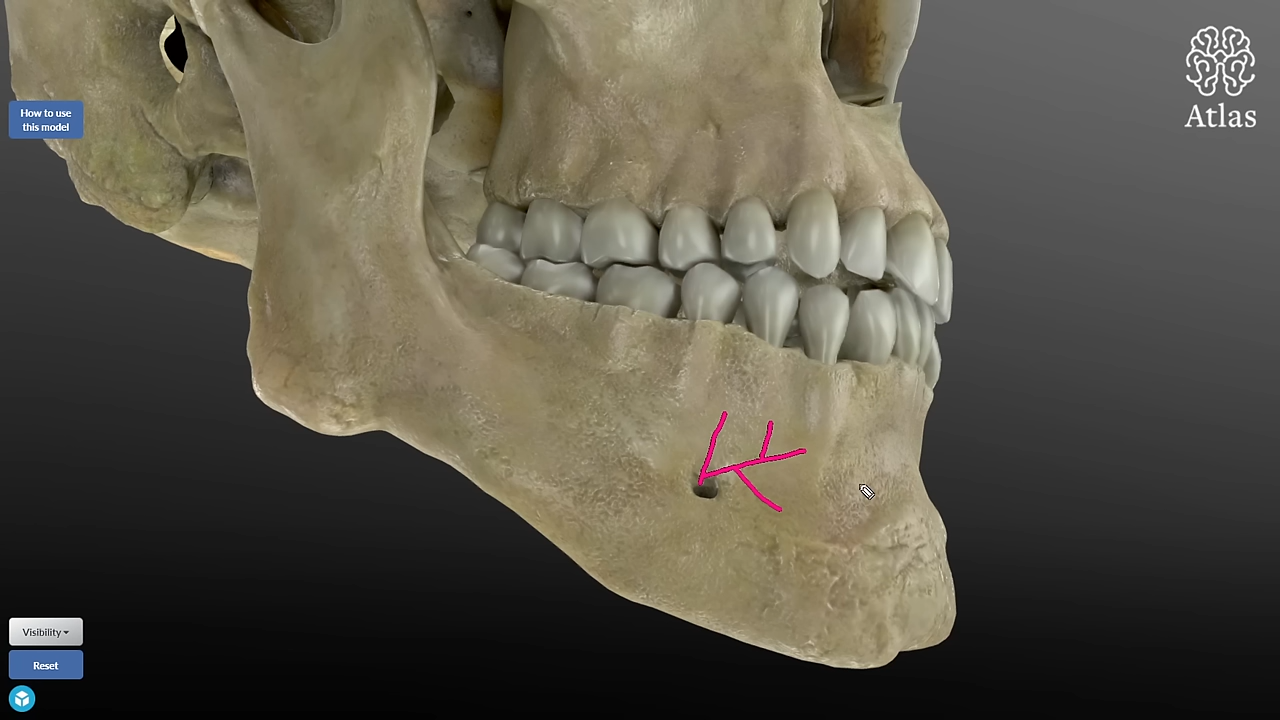 How to use
this model
Atlas
Visibility
Reset